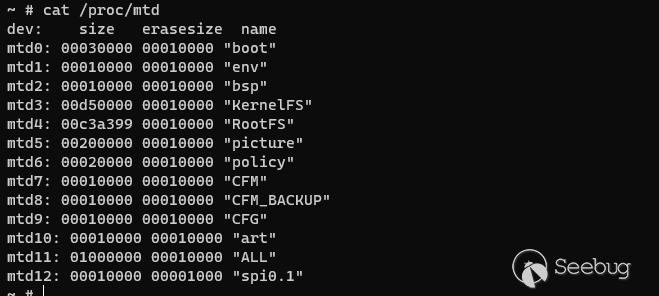 ~ # cat /proc/mtd
dev:    size   erasesize  name
mtd0: 00030000 00010000 "boot"
mtd1: 00010000 00010000 "env"
mtd2: 00010000 00010000 "bsp"
mtd3: 00d50000 00010000 "KernelFS"
mtd4: 00c3a399 00010000 "RootFS"
mtd5: 00200000 00010000 "picture"
mtd6: 00020000 00010000 "policy"
mtd7: 00010000 00010000 "CFM"
mtd8: 00010000 00010000 "CFM_BACKUP"
mtd9: 00010000 00010000 "CFG"
mtd10: 00010000 00010000 "art"
mtd11: 01000000 00010000 "ALL"
mtd12: 00010000 00001000 "spi0.1"
~ #
Seebug